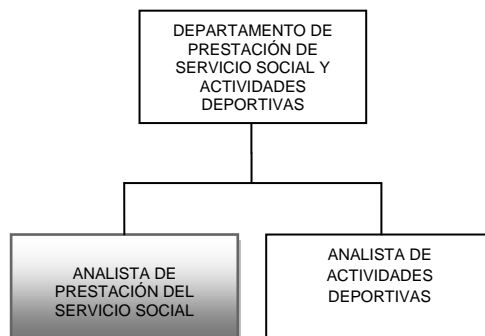 DEPARTAMENTO DE
PRESTACIÓN DE
SERVICIO SOCIAL Y
ACTIVIDADES
DEPORTIVAS
ANALISTA DE
PRESTACIÓN DEL
SERVICIO SOCIAL
ANALISTA DE
ACTIVIDADES
DEPORTIVAS